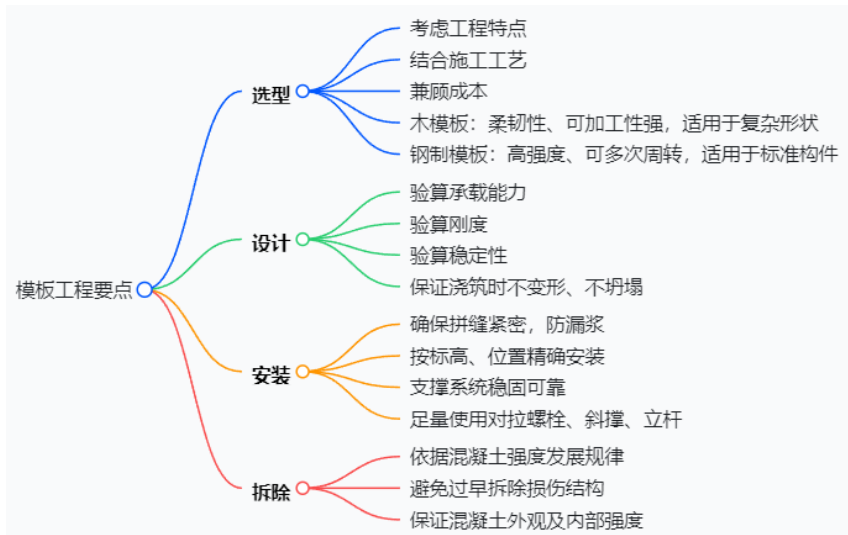 模板工程要点
选型
考虑工程特点
结合施工工艺
兼顾成本
木模板：柔韧性、可加工性强，适用于复杂形状
钢制模板：高强度、可多次周转，适用于标准构件
设计
验算承载能力
验算刚度
验算稳定性
保证浇筑时不变形、不坍塌
安装
确保拼缝紧密，防漏浆
按标高、位置精确安装
支撑系统稳固可靠
足量使用对拉螺栓、斜撑、立杆
拆除
依据混凝土强度发展规律
避免过早拆除损伤结构
保证混凝土外观及内部强度